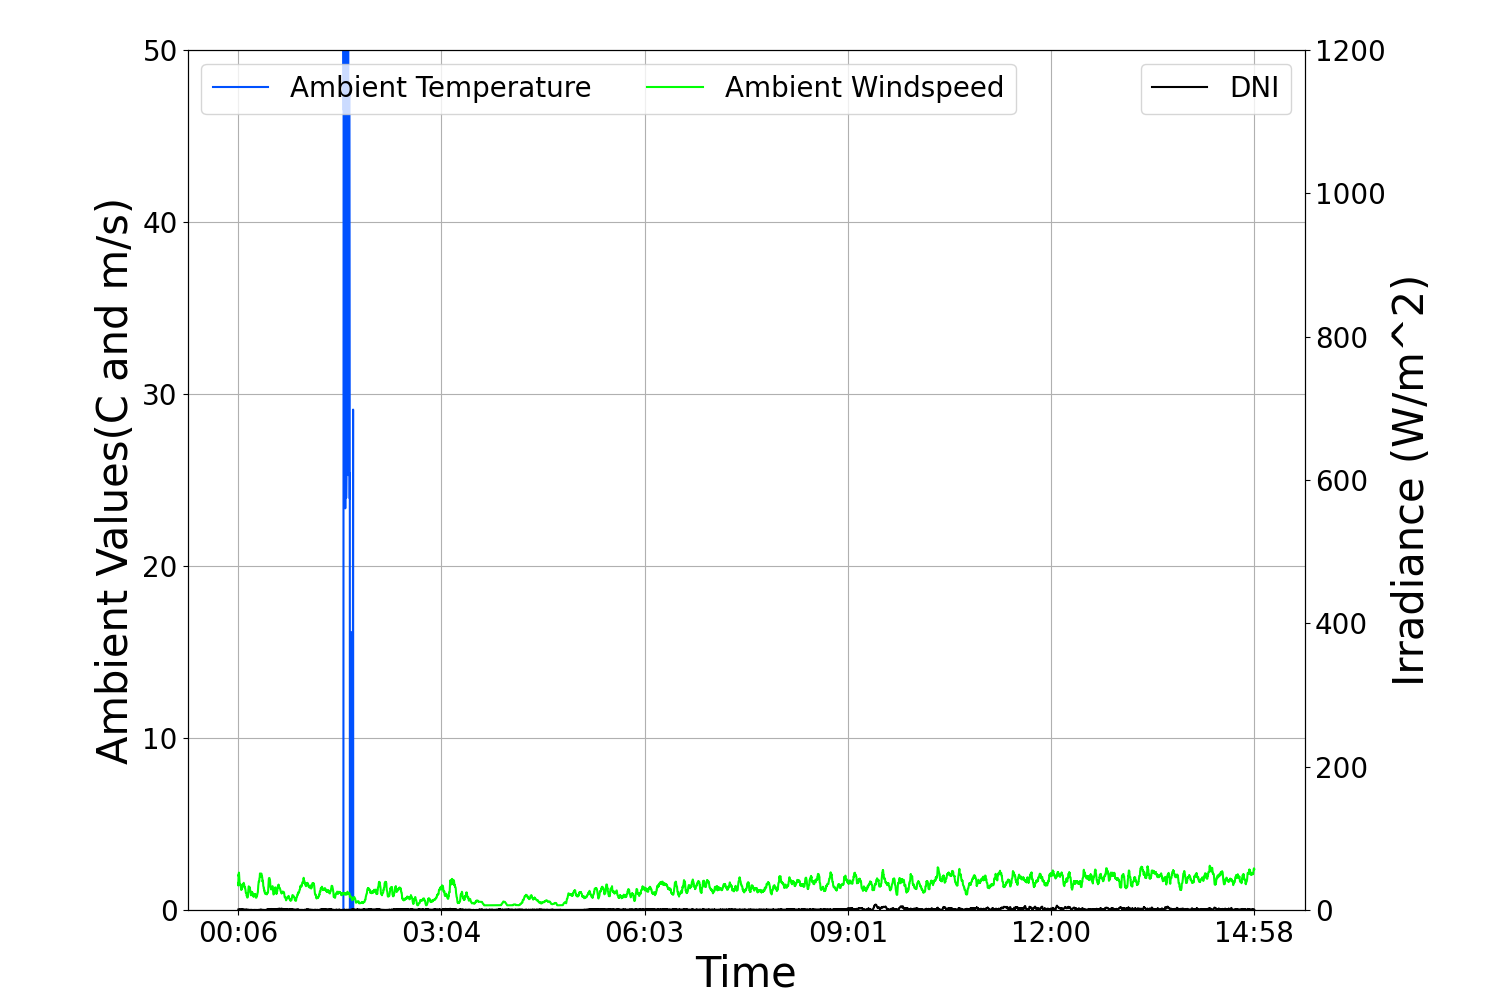 Ambient Temperature
Ambient Windspeed
DNI
50
40
30
20
10
0
1200
1000
800
600
400
200
0
Ambient Values(C and m/s)
Irradiance (W/m^2)
00:06 03:04 06:03 09:01 12:00 14:58
Time